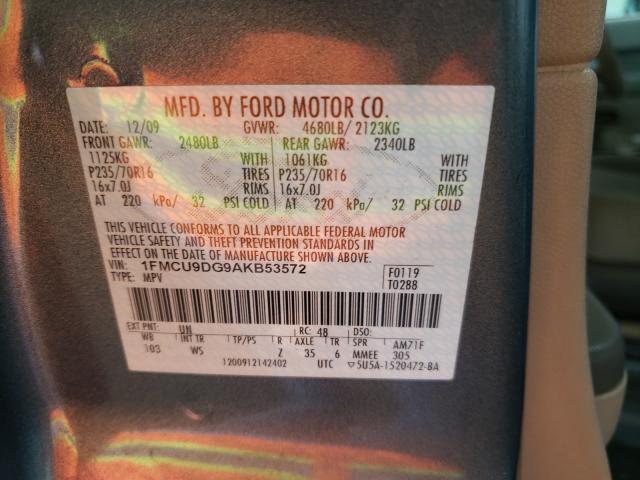 MFD. BY FORD MOTOR CO.
DATE: 12/09 GVWR: 4680LB/ 2123KG
FRONT GAWR: 2480LB REAR GAWR: 2340LB
1125KG WITH 1061KG WITH
P235/70R16 TIRES P235/70R16 TIRES
16x7.0J RIMS 16x7.0J RIMS
AT 220 kPa/ 32 PSI COLD AT 220 kPa/ 32 PSI COLD
THIS VEHICLE CONFORMS TO ALL APPLICABLE FEDERAL MOTOR
VEHICLE SAFETY AND THEFT PREVENTION STANDARDS IN
EFFECT ON THE DATE OF MANUFACTURE SHOWN ABOVE.
VIN: 1FMCU9DG9AKB53572 F0119
TYPE: MPV T0288
EXT PNT: UN RC: 48 DSO:
WB INT TR TP/PS R AXLE TR SPR AM71F
103 WS Z 35 6 MMEE 305
1200912142402 UTC ▽5U5A-1520472-BA